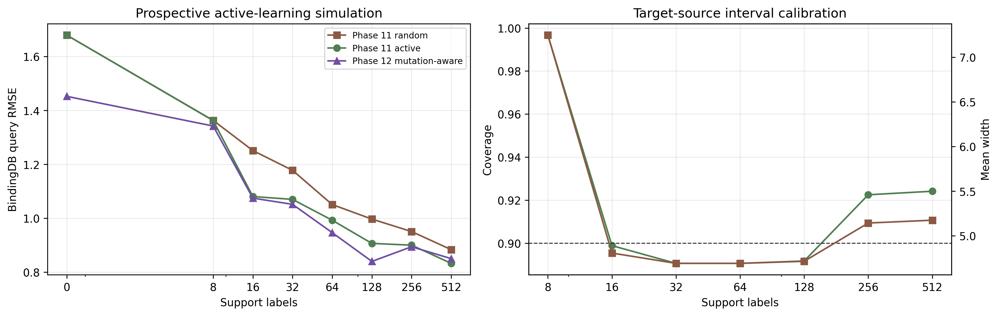 Prospective active-learning simulation
BindingDB query RMSE
1.6
1.4
1.2
1.0
0.8
Phase 11 random
Phase 11 active
Phase 12 mutation-aware
0 8 16 32 64 128 256 512
Support labels
Target-source interval calibration
Coverage
1.00
0.98
0.96
0.94
0.92
0.90
7.0
6.5
6.0
5.5
5.0
Mean width
8 16 32 64 128 256 512
Support labels